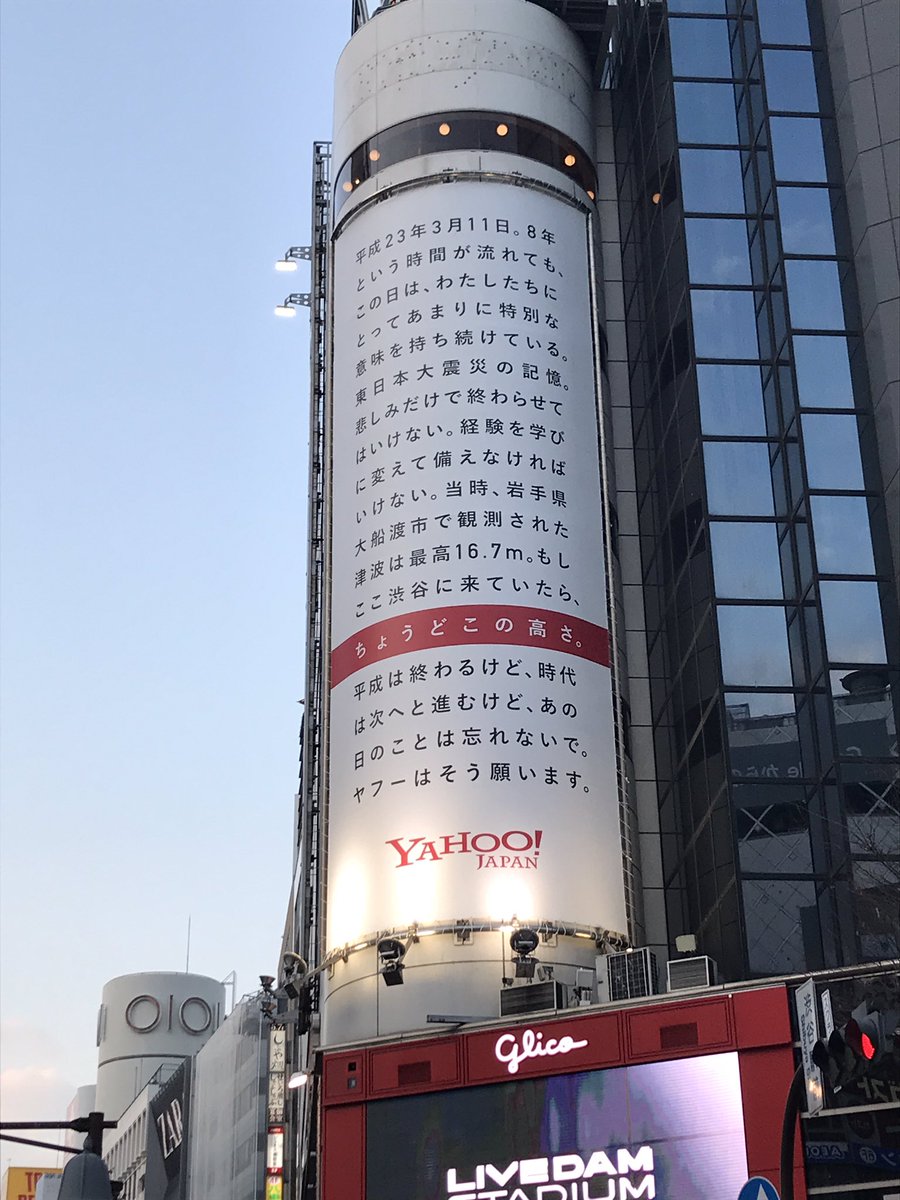 平成23年3月11日。8年
という時間が流れても、
この日は、わたしたちに
とってあまりに特別な
意味を持ち続けている。
東日本大震災の記憶。
悲しみだけで終わらせて
はいけない。経験を学び
に変えて備えなければ
いけない。当時、岩手県
大船渡市で観測された
津波は最高16.7m。もし
ここ渋谷に来ていたら、
ちょうどこの高さ。
平成は終わるけど、時代
は次へと進むけど、あの
日のことは忘れないで。
ヤフーはそう願います。
YAHOO!
JAPAN
OIOI
Glico
ZARA
LIVE DAM
STADIUM